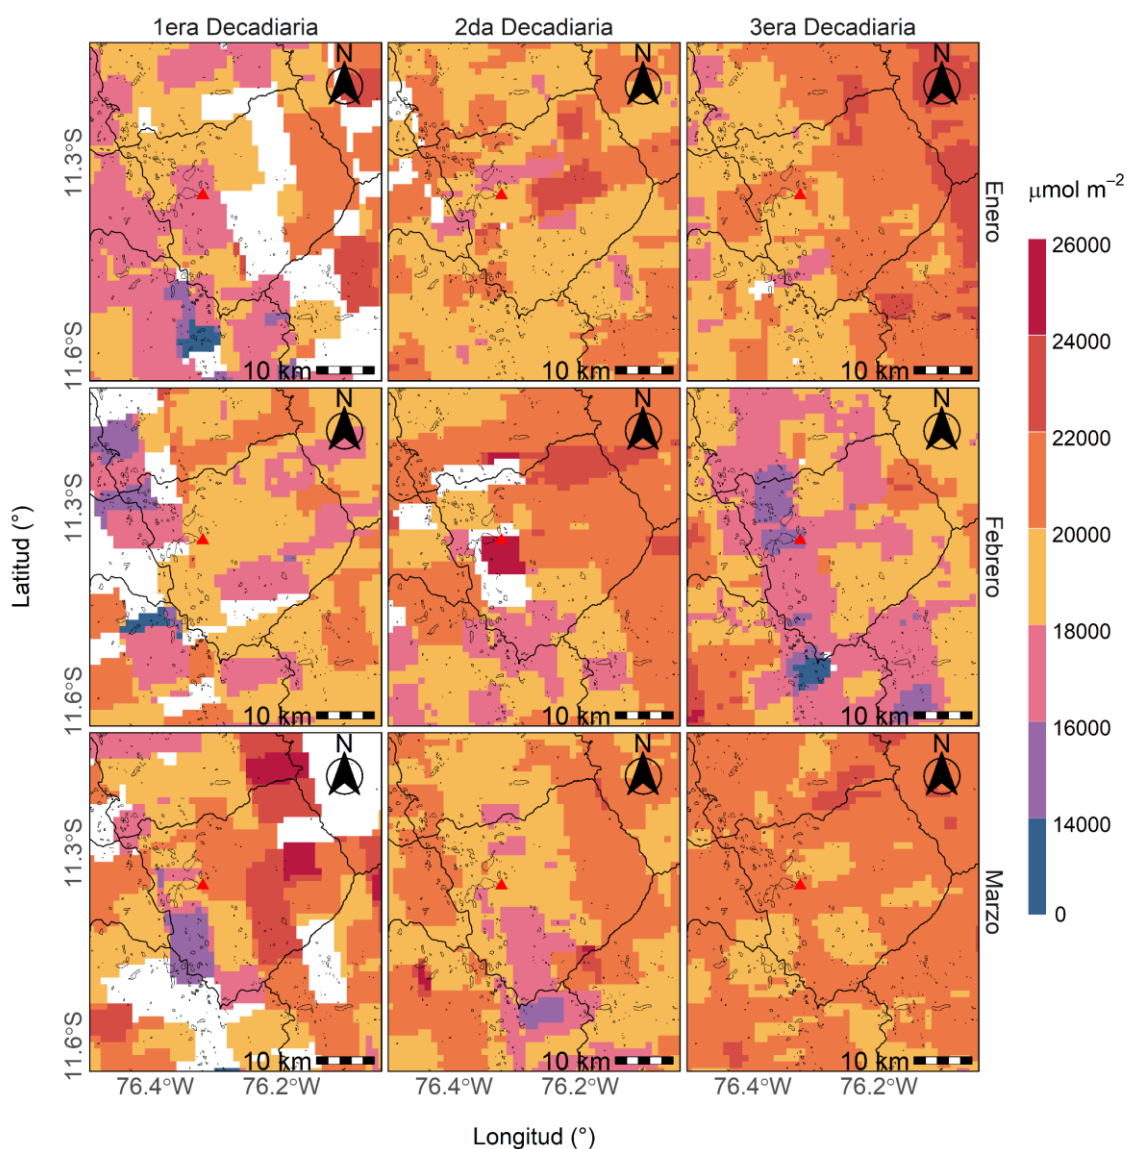 1era Decadiaria
2da Decadiaria
3era Decadiaria
N
N
N
11.3°S
11.6°S
10 km
10 km
10 km
Enero
μmol m⁻²
26000
24000
22000
20000
18000
16000
14000
0
N
N
N
Latitud (°)
11.3°S
11.6°S
10 km
10 km
10 km
Febrero
N
N
N
11.3°S
11.6°S
10 km
10 km
10 km
Marzo
76.4°W
76.2°W
76.4°W
76.2°W
76.4°W
76.2°W
Longitud (°)